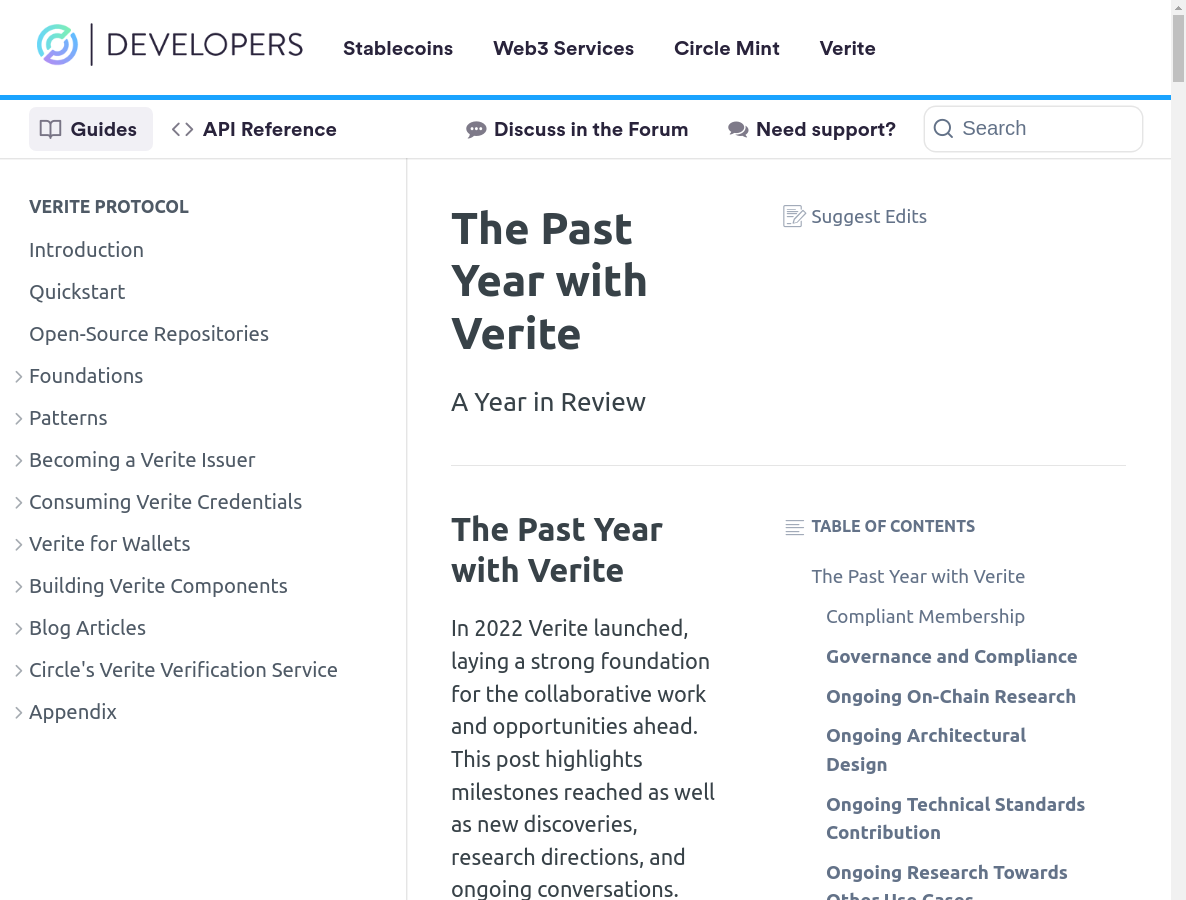 DEVELOPERS
Stablecoins
Web3 Services
Circle Mint
Verite
Guides
API Reference
Discuss in the Forum
Need support?
Search
VERITE PROTOCOL
Introduction
Quickstart
Open-Source Repositories
Foundations
Patterns
Becoming a Verite Issuer
Consuming Verite Credentials
Verite for Wallets
Building Verite Components
Blog Articles
Circle's Verite Verification Service
Appendix
The Past
Year with
Verite
Suggest Edits
A Year in Review
The Past Year
with Verite
In 2022 Verite launched,
laying a strong foundation
for the collaborative work
and opportunities ahead.
This post highlights
milestones reached as well
as new discoveries,
research directions, and
ongoing conversations.
TABLE OF CONTENTS
The Past Year with Verite
Compliant Membership
Governance and Compliance
Ongoing On-Chain Research
Ongoing Architectural
Design
Ongoing Technical Standards
Contribution
Ongoing Research Towards
Other Use Cases